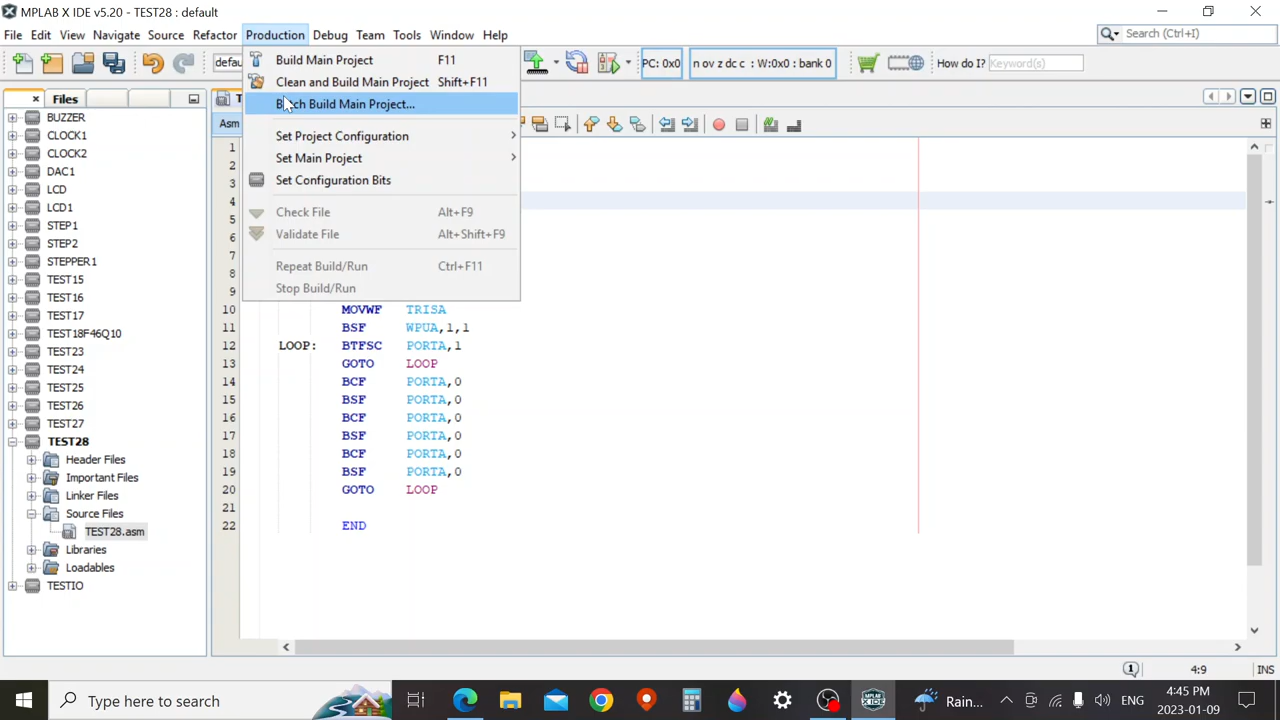 MPLAB X IDE v5.20 - TEST28 : default
File Edit View Navigate Source Refactor Production Debug Team Tools Window Help
Search (Ctrl+I)
defau
PC: 0x0
n ov z dc c : W:0x0 : bank 0
How do I? Keyword(s)
Build Main Project F11
Clean and Build Main Project Shift+F11
Batch Build Main Project...
Set Project Configuration
Set Main Project
Set Configuration Bits
Check File Alt+F9
Validate File Alt+Shift+F9
Repeat Build/Run Ctrl+F11
Stop Build/Run
Files
BUZZER
CLOCK1
CLOCK2
DAC1
LCD
LCD1
STEP1
STEP2
STEPPER1
TEST15
TEST16
TEST17
TEST18F46Q10
TEST23
TEST24
TEST25
TEST26
TEST27
TEST28
Header Files
Important Files
Linker Files
Source Files
TEST28.asm
Libraries
Loadables
TESTIO
T
Asm
1
2
3
4
5
6
7
8
9
10 MOVWF TRISA
11 BSF WPUA,1,1
12 LOOP: BTFSC PORTA,1
13 GOTO LOOP
14 BCF PORTA,0
15 BSF PORTA,0
16 BCF PORTA,0
17 BSF PORTA,0
18 BCF PORTA,0
19 BSF PORTA,0
20 GOTO LOOP
21
22 END
1 4:9 INS
Type here to search
Rain...
ENG
4:45 PM
2023-01-09